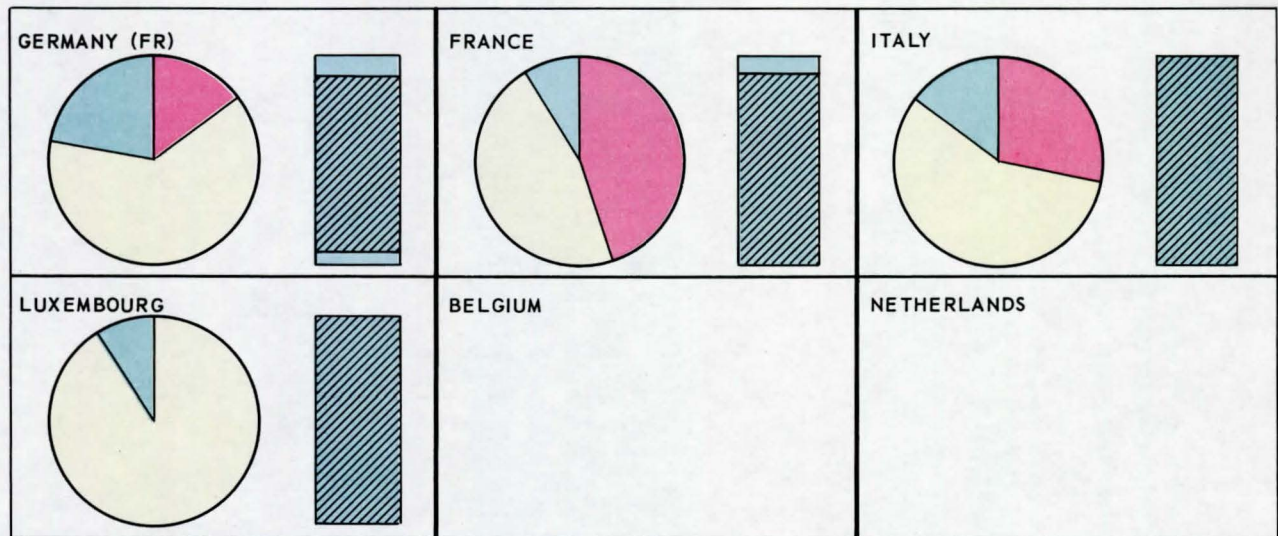 GERMANY (FR)
FRANCE
ITALY
LUXEMBOURG
BELGIUM
NETHERLANDS